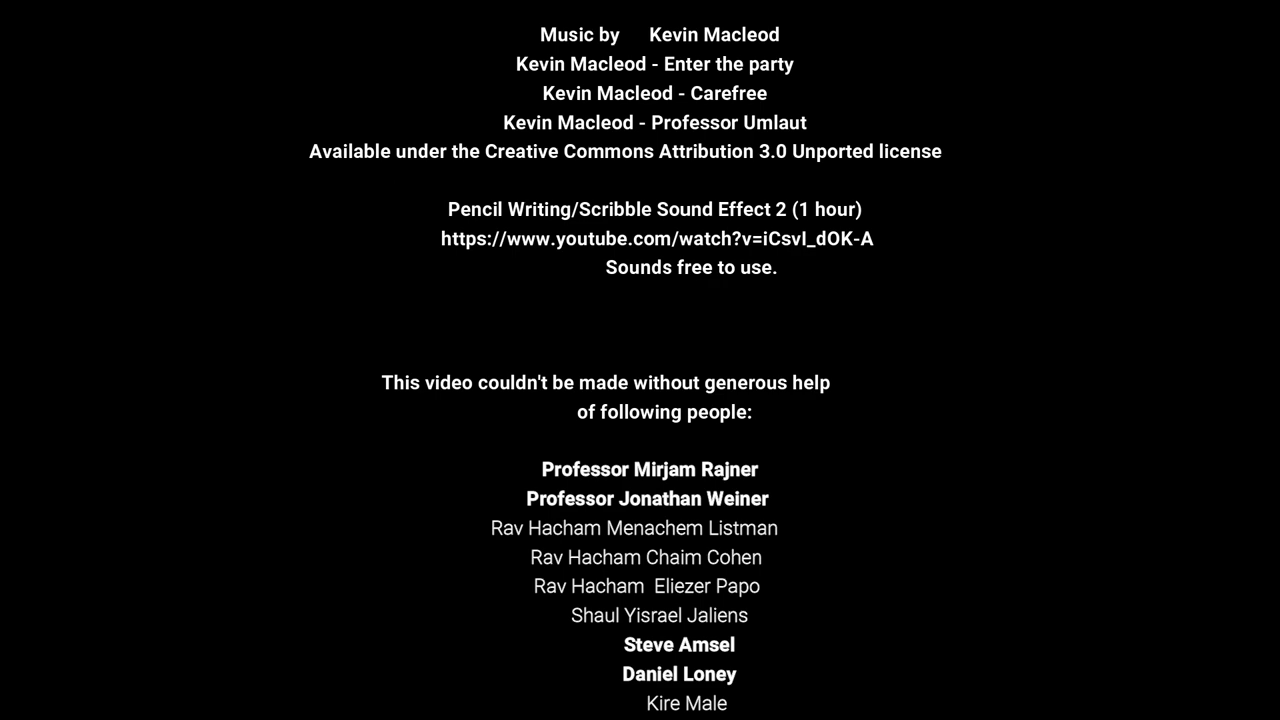 Music by Kevin Macleod
Kevin Macleod - Enter the party
Kevin Macleod - Carefree
Kevin Macleod - Professor Umlaut
Available under the Creative Commons Attribution 3.0 Unported license
Pencil Writing/Scribble Sound Effect 2 (1 hour)
https://www.youtube.com/watch?v=iCsvI_dOK-A
Sounds free to use.
This video couldn't be made without generous help
of following people:
Professor Mirjam Rajner
Professor Jonathan Weiner
Rav Hacham Menachem Listman
Rav Hacham Chaim Cohen
Rav Hacham Eliezer Papo
Shaul Yisrael Jaliens
Steve Amsel
Daniel Loney
Kire Male